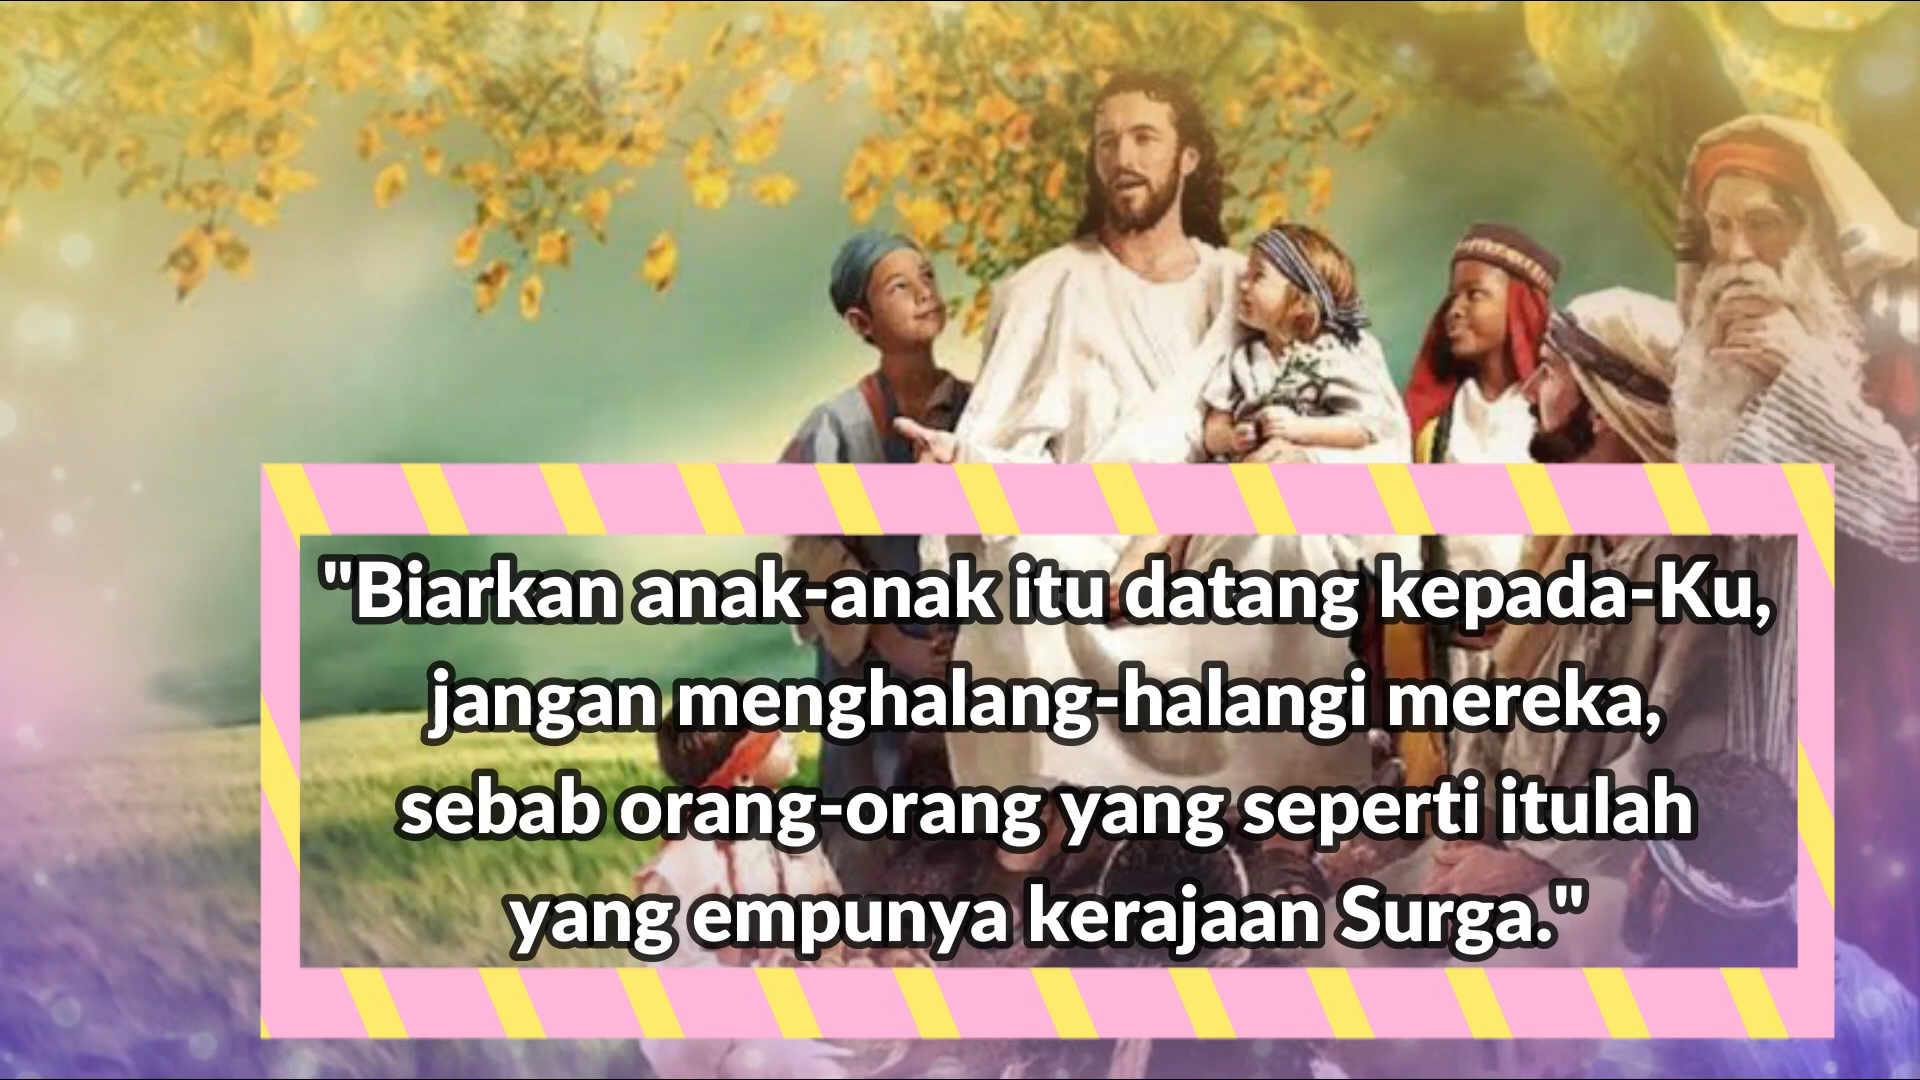 "Biarkan anak-anak itu datang kepada-Ku,
jangan menghalang-halangi mereka,
sebab orang-orang yang seperti itulah
yang empunya kerajaan Surga."